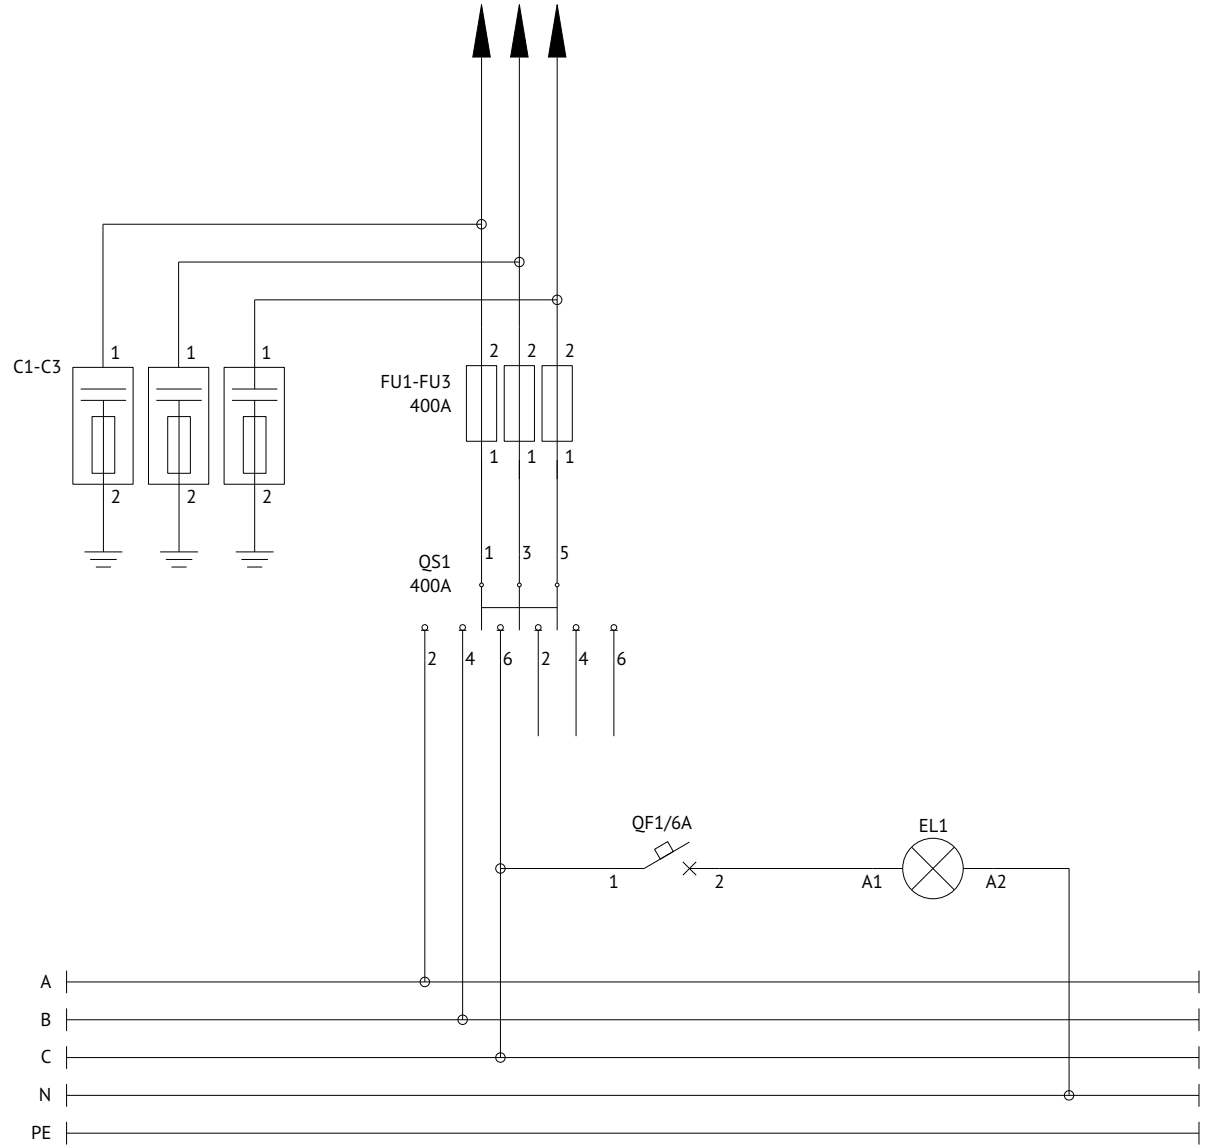 1 1 1 2 2 2
C1-C3
FU1-FU3
400A
1 1 1
2 2 2
QS1 1 3 5
400A
2 4 6 2 4 6
QF1/6A EL1
1 2 A1 A2
A
B
C
N
PE